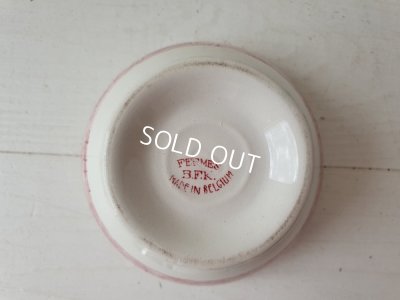 SOLD OUT
FERMES
B.F.K.
MADE IN BELGIUM